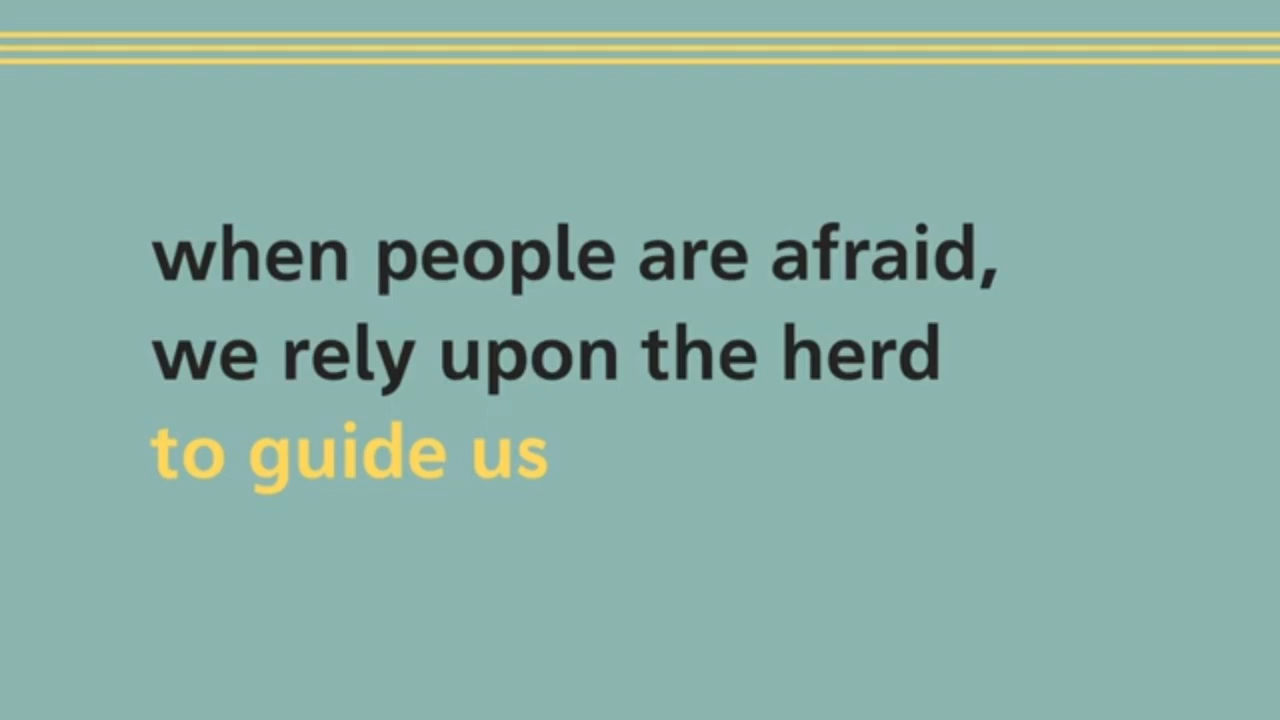 when people are afraid,
we rely upon the herd
to guide us